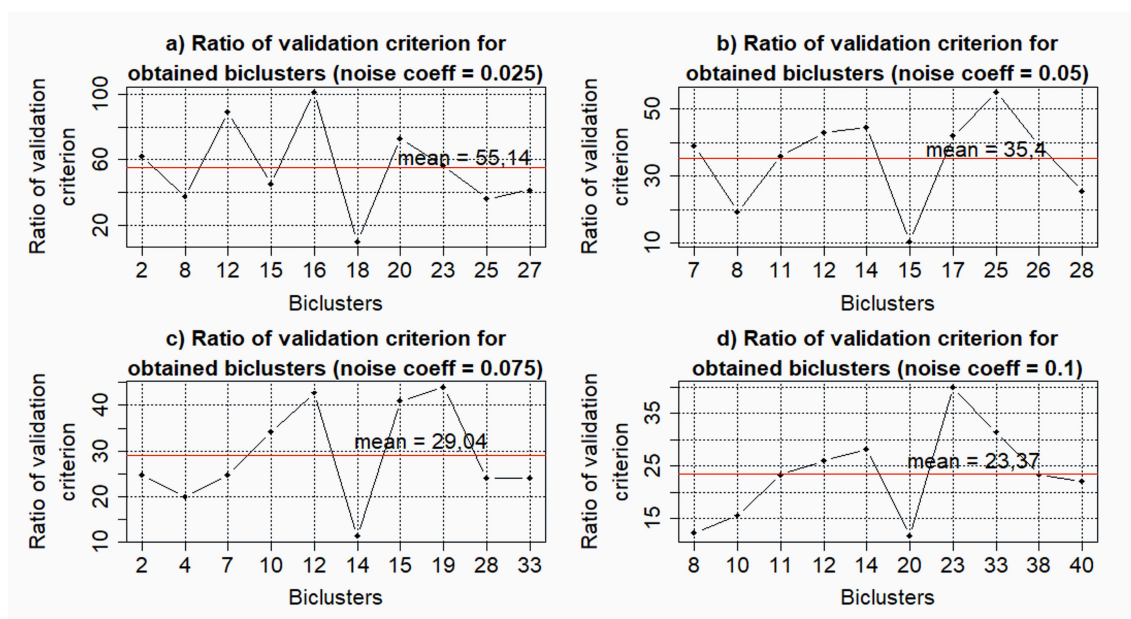 a) Ratio of validation criterion for
obtained biclusters (noise coeff = 0.025)
Ratio of validation
criterion
100
60
20
mean = 55,14
2 8 12 15 16 18 20 23 25 27
Biclusters
b) Ratio of validation criterion for
obtained biclusters (noise coeff = 0.05)
Ratio of validation
criterion
50
30
10
mean = 35,4
7 8 11 12 14 15 17 25 26 28
Biclusters
c) Ratio of validation criterion for
obtained biclusters (noise coeff = 0.075)
Ratio of validation
criterion
40
30
20
10
mean = 29,04
2 4 7 10 12 14 15 19 28 33
Biclusters
d) Ratio of validation criterion for
obtained biclusters (noise coeff = 0.1)
Ratio of validation
criterion
35
25
15
mean = 23,37
8 10 11 12 14 20 23 33 38 40
Biclusters